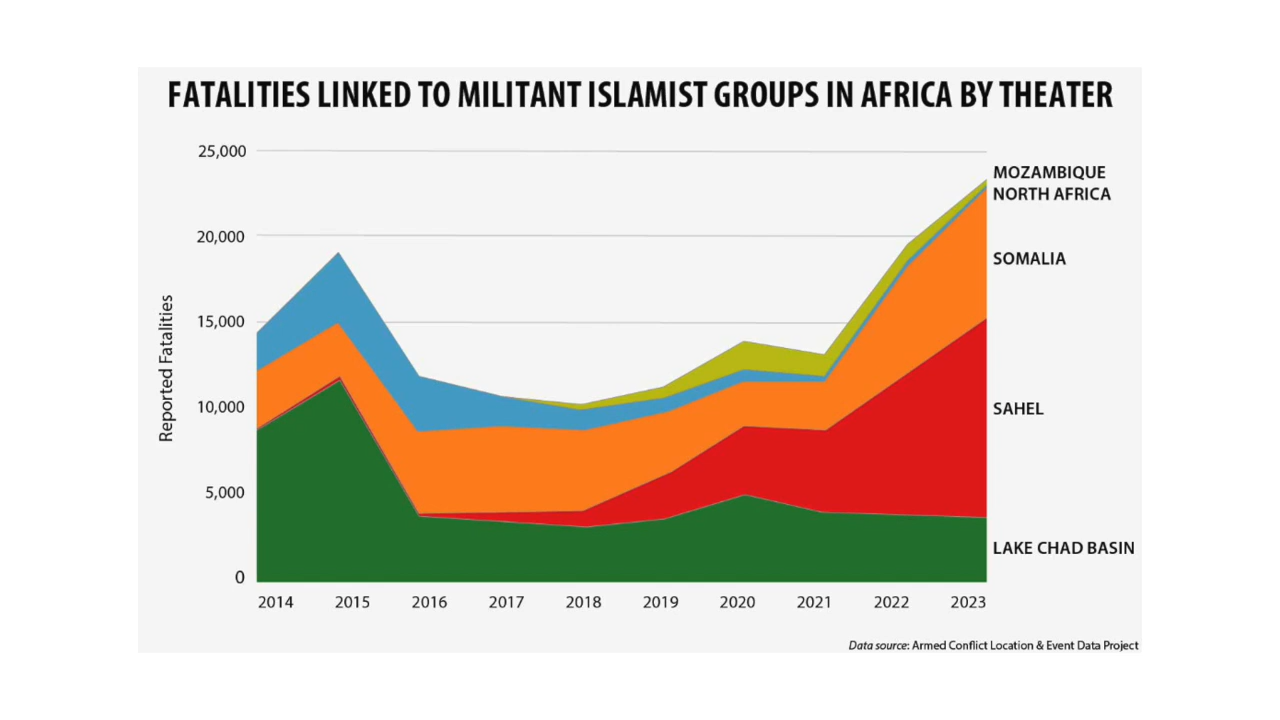 FATALITIES LINKED TO MILITANT ISLAMIST GROUPS IN AFRICA BY THEATER
25,000
20,000
15,000
10,000
5,000
0
Reported Fatalities
MOZAMBIQUE
NORTH AFRICA
SOMALIA
SAHEL
LAKE CHAD BASIN
2014 2015 2016 2017 2018 2019 2020 2021 2022 2023
Data source: Armed Conflict Location & Event Data Project